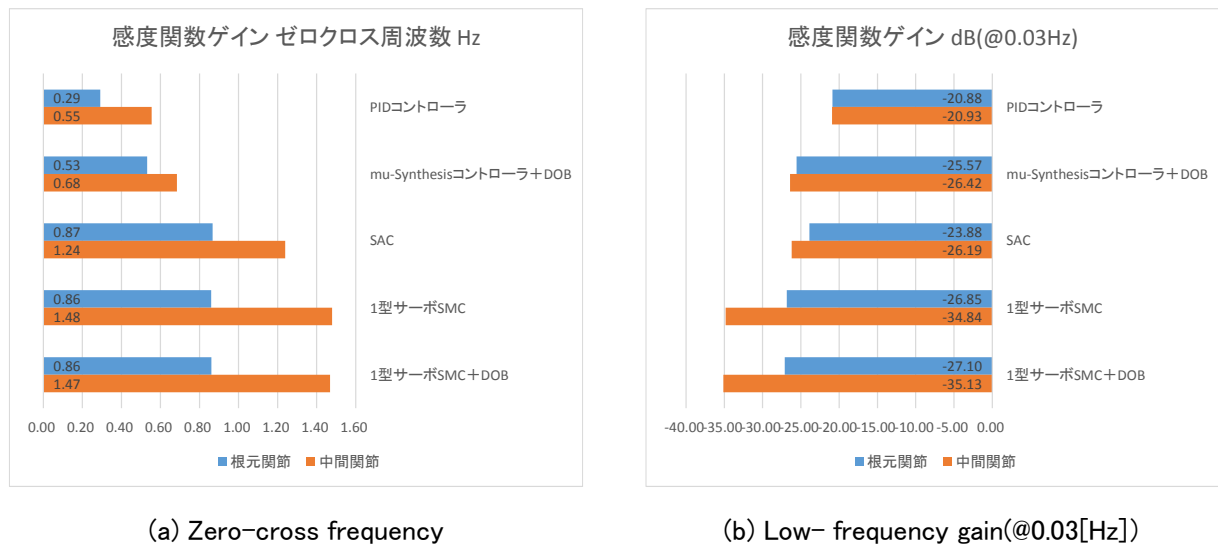 感度関数ゲイン ゼロクロス周波数 Hz
0.29
0.55
PIDコントローラ
0.53
0.68
mu-Synthesisコントローラ＋DOB
0.87
1.24
SAC
0.86
1.48
1型サーボSMC
0.86
1.47
1型サーボSMC＋DOB
0.00 0.20 0.40 0.60 0.80 1.00 1.20 1.40 1.60
根元関節 中間関節
(a) Zero-cross frequency
感度関数ゲイン dB(@0.03Hz)
-20.88
-20.93
PIDコントローラ
-25.57
-26.42
mu-Synthesisコントローラ＋DOB
-23.88
-26.19
SAC
-26.85
-34.84
1型サーボSMC
-27.10
-35.13
1型サーボSMC＋DOB
-40.00 -35.00 -30.00 -25.00 -20.00 -15.00 -10.00 -5.00 0.00
根元関節 中間関節
(b) Low- frequency gain(@0.03[Hz])